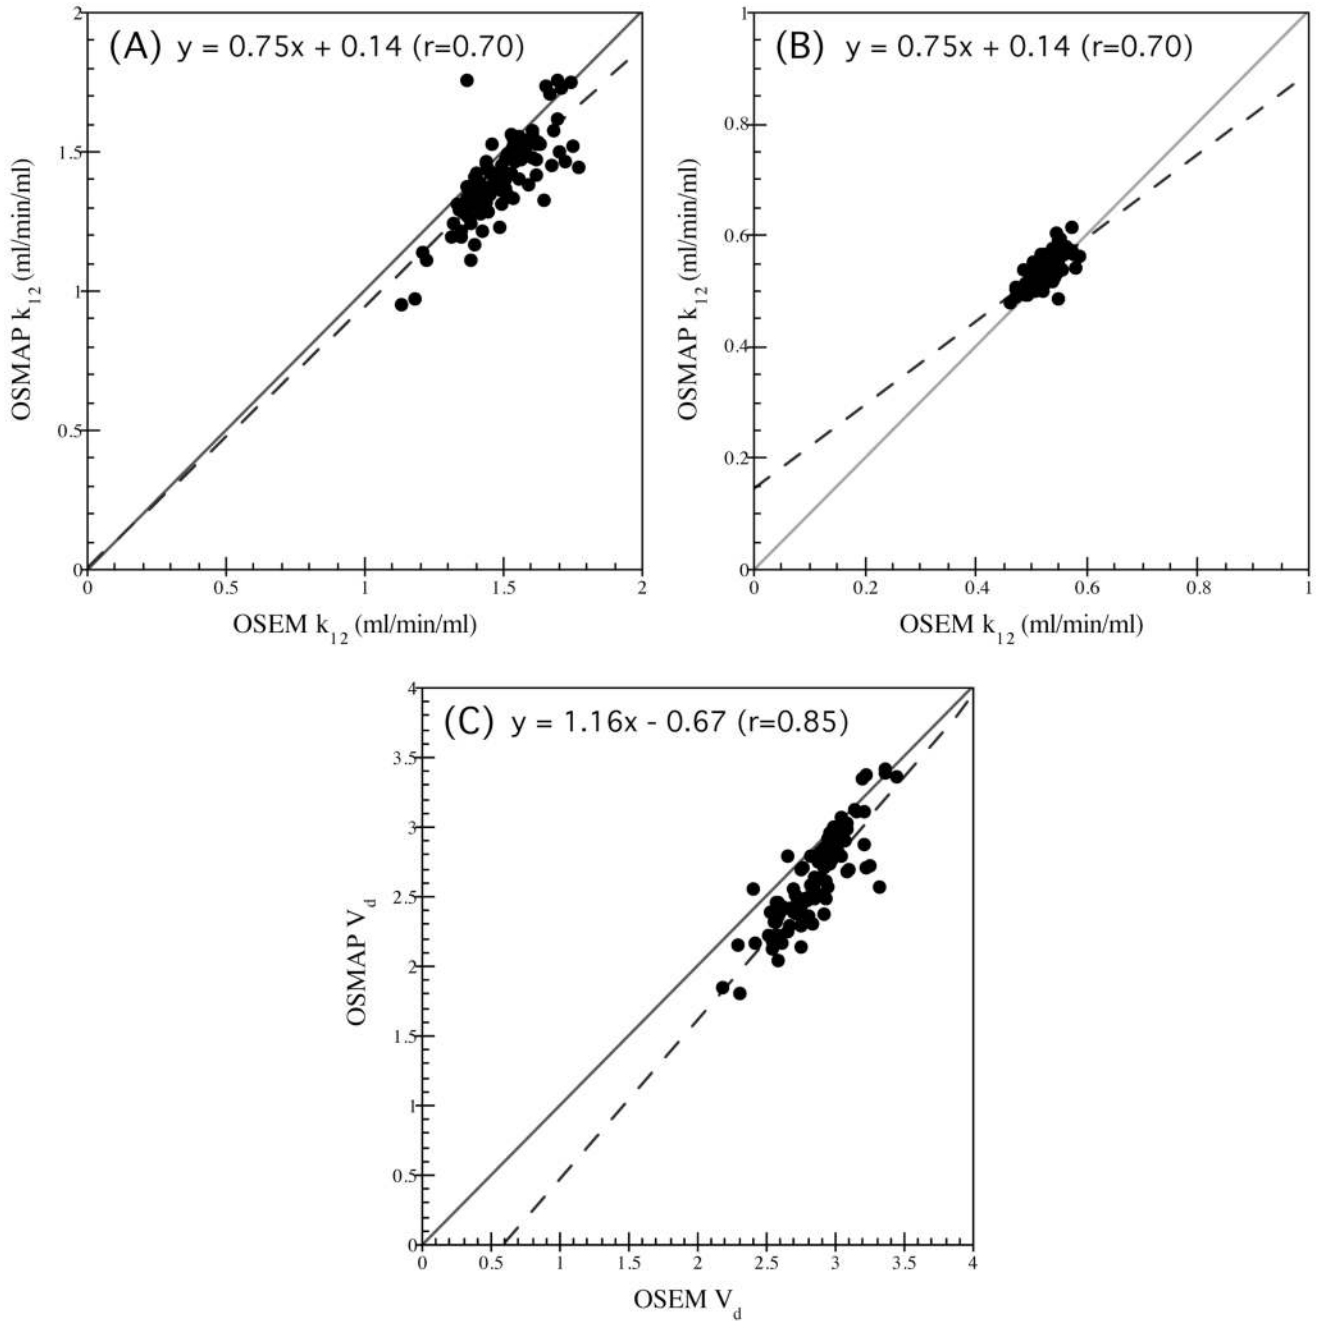 (A) y = 0.75x + 0.14 (r=0.70)
2
1.5
1
0.5
0
0 0.5 1 1.5 2
OSMAP k12 (ml/min/ml)
OSEM k12 (ml/min/ml)
(B) y = 0.75x + 0.14 (r=0.70)
1
0.8
0.6
0.4
0.2
0
0 0.2 0.4 0.6 0.8 1
OSMAP k12 (ml/min/ml)
OSEM k12 (ml/min/ml)
(C) y = 1.16x - 0.67 (r=0.85)
4
3.5
3
2.5
2
1.5
1
0.5
0
0 0.5 1 1.5 2 2.5 3 3.5 4
OSMAP Vd
OSEM Vd